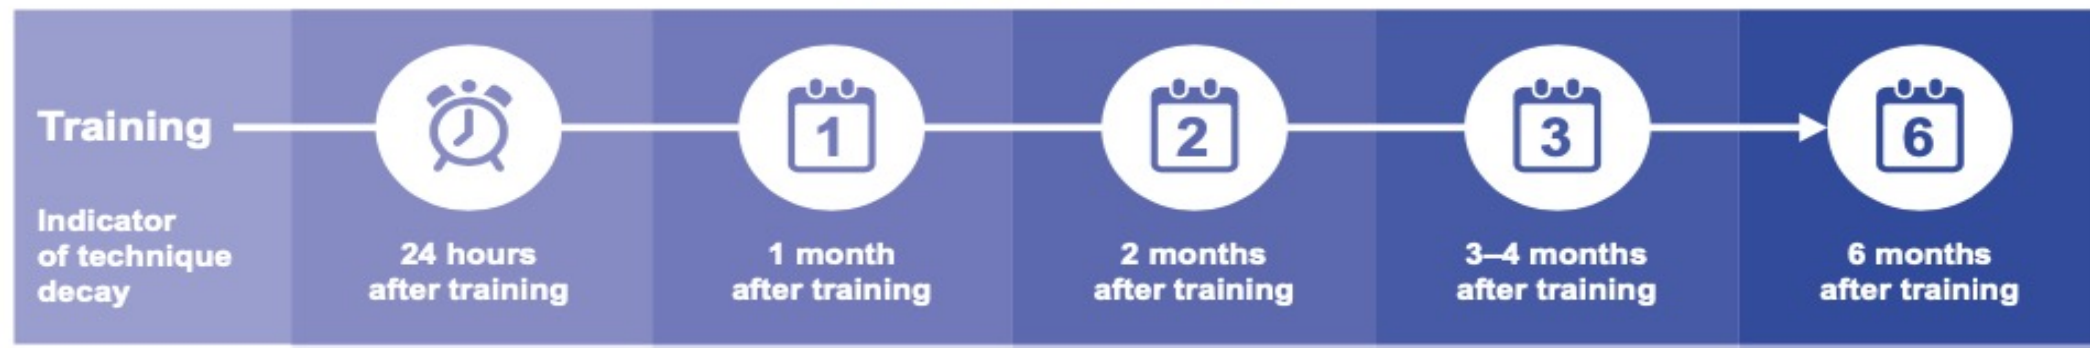 Training
Indicator
of technique
decay
24 hours
after training
1
1 month
after training
2
2 months
after training
3
3–4 months
after training
6
6 months
after training